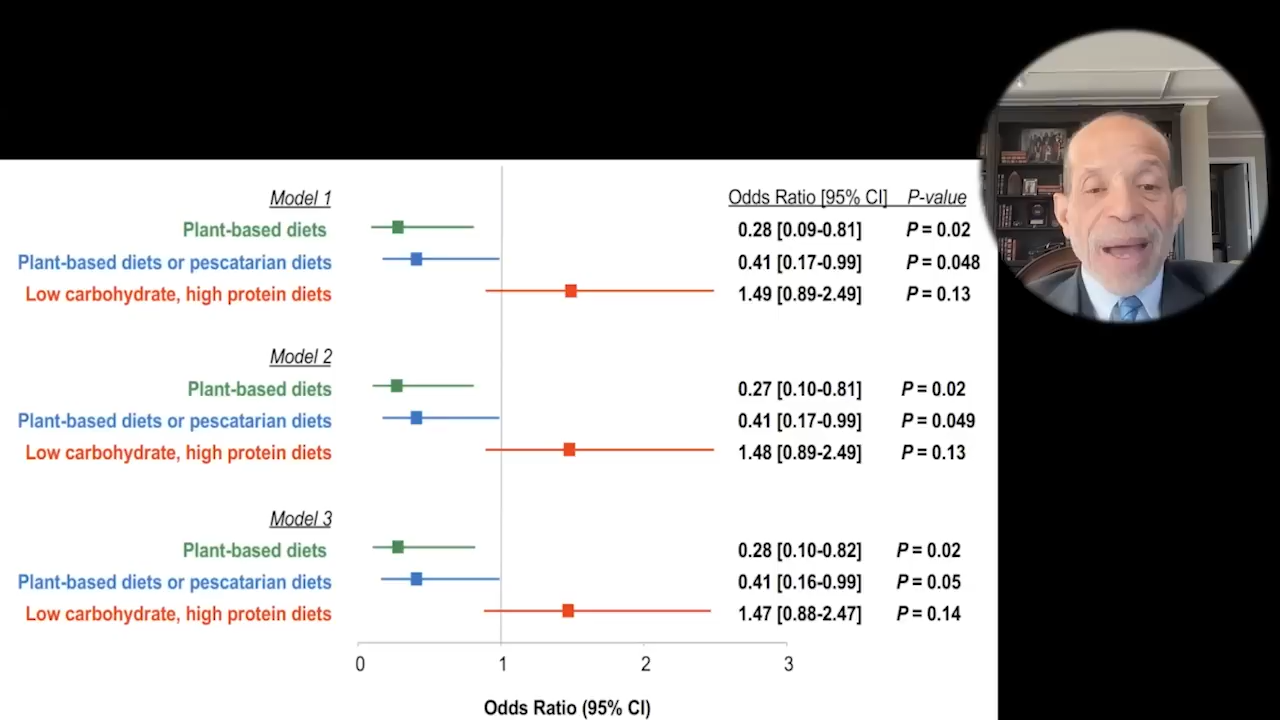 Model 1 Odds Ratio [95% CI] P-value
Plant-based diets 0.28 [0.09-0.81] P = 0.02
Plant-based diets or pescatarian diets 0.41 [0.17-0.99] P = 0.048
Low carbohydrate, high protein diets 1.49 [0.89-2.49] P = 0.13
Model 2
Plant-based diets 0.27 [0.10-0.81] P = 0.02
Plant-based diets or pescatarian diets 0.41 [0.17-0.99] P = 0.049
Low carbohydrate, high protein diets 1.48 [0.89-2.49] P = 0.13
Model 3
Plant-based diets 0.28 [0.10-0.82] P = 0.02
Plant-based diets or pescatarian diets 0.41 [0.16-0.99] P = 0.05
Low carbohydrate, high protein diets 1.47 [0.88-2.47] P = 0.14
0 1 2 3
Odds Ratio (95% CI)